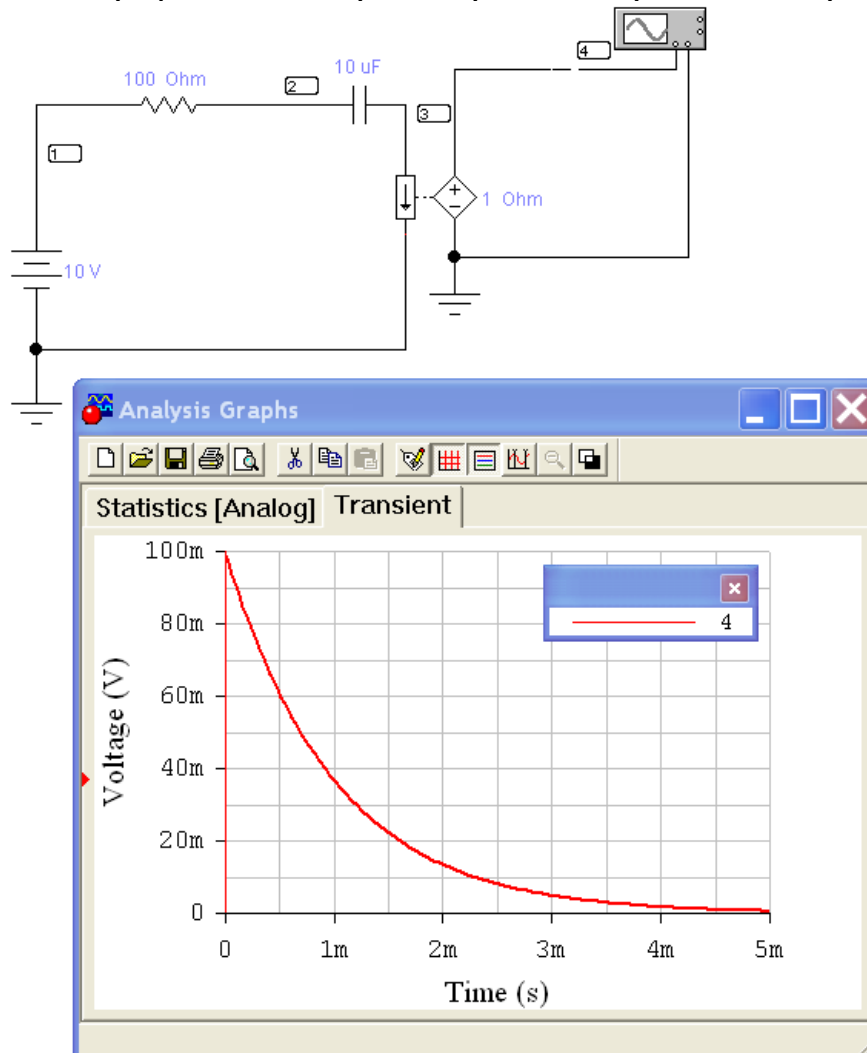 4
10 uF
100 Ohm
2
3
1
1 Ohm
10 V
Analysis Graphs
Statistics [Analog] Transient
100m
4
80m
60m
40m
20m
0
Voltage (V)
0 1m 2m 3m 4m 5m
Time (s)